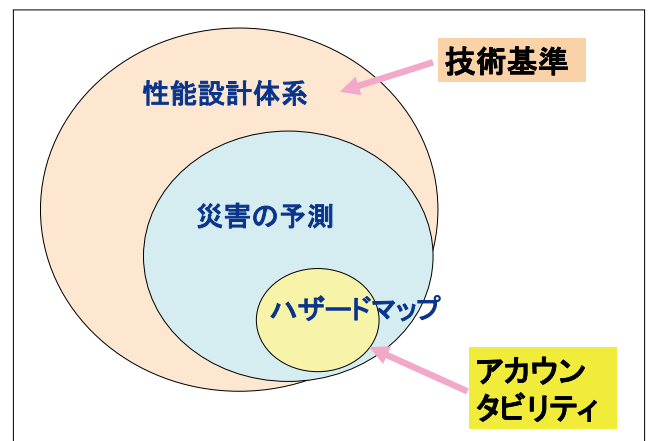 技術基準
性能設計体系
災害の予測
ハザードマップ
アカウン
タビリティ